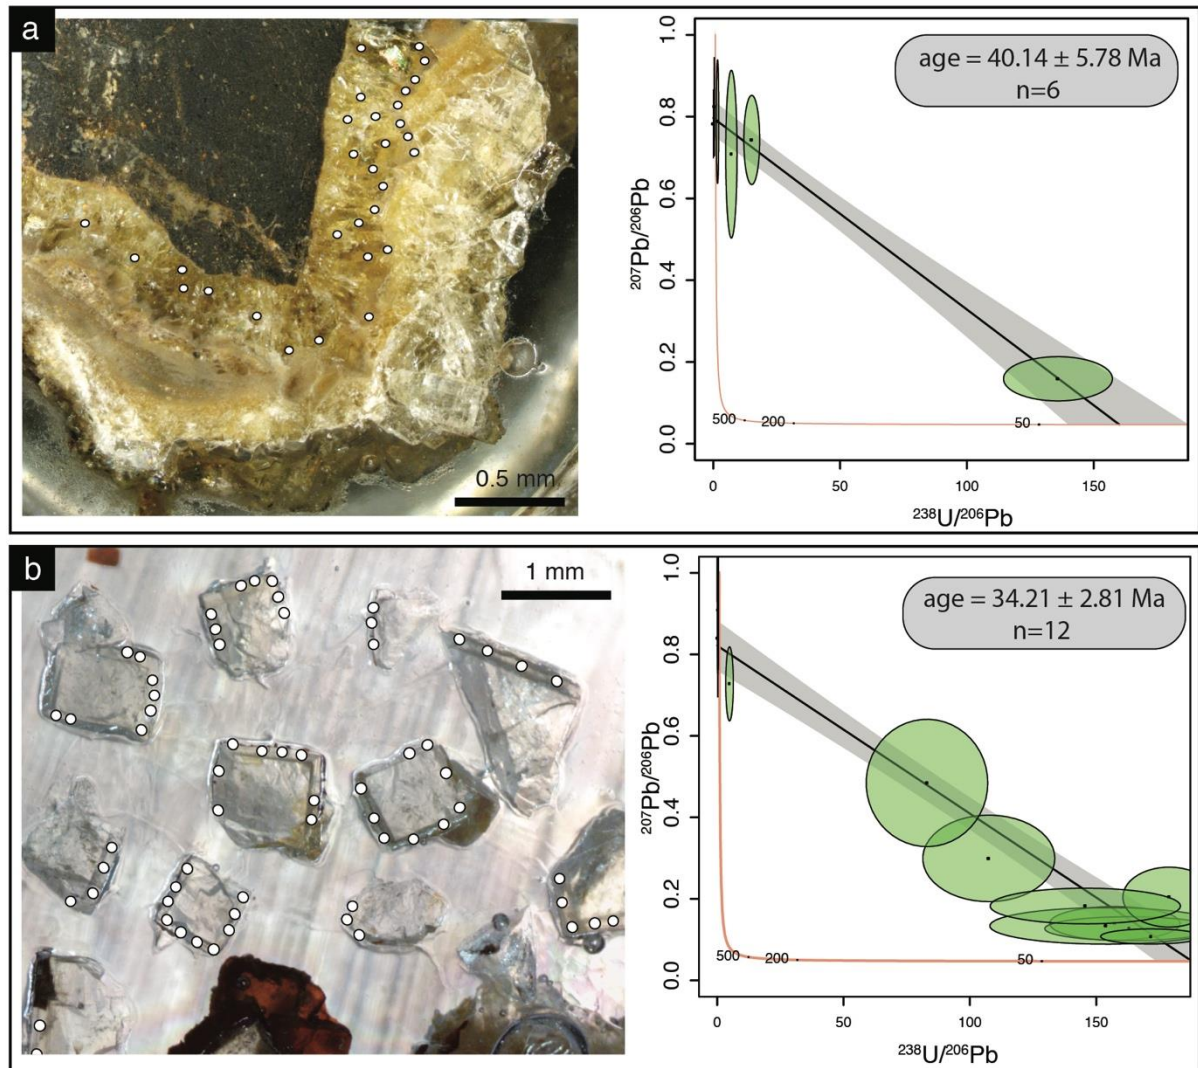 a
0.5 mm
age = 40.14 ± 5.78 Ma
n=6
²⁰⁷Pb/²⁰⁶Pb
1.0
0.8
0.6
0.4
0.2
0.0
500
200
50
0
50
100
150
²³⁸U/²⁰⁶Pb
b
1 mm
age = 34.21 ± 2.81 Ma
n=12
²⁰⁷Pb/²⁰⁶Pb
1.0
0.8
0.6
0.4
0.2
0.0
500
200
50
0
50
100
150
²³⁸U/²⁰⁶Pb